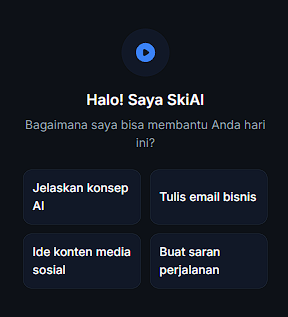 Halo! Saya SkiAI
Bagaimana saya bisa membantu Anda hari
ini?
Jelaskan konsep
AI
Tulis email bisnis
Ide konten media
sosial
Buat saran
perjalanan